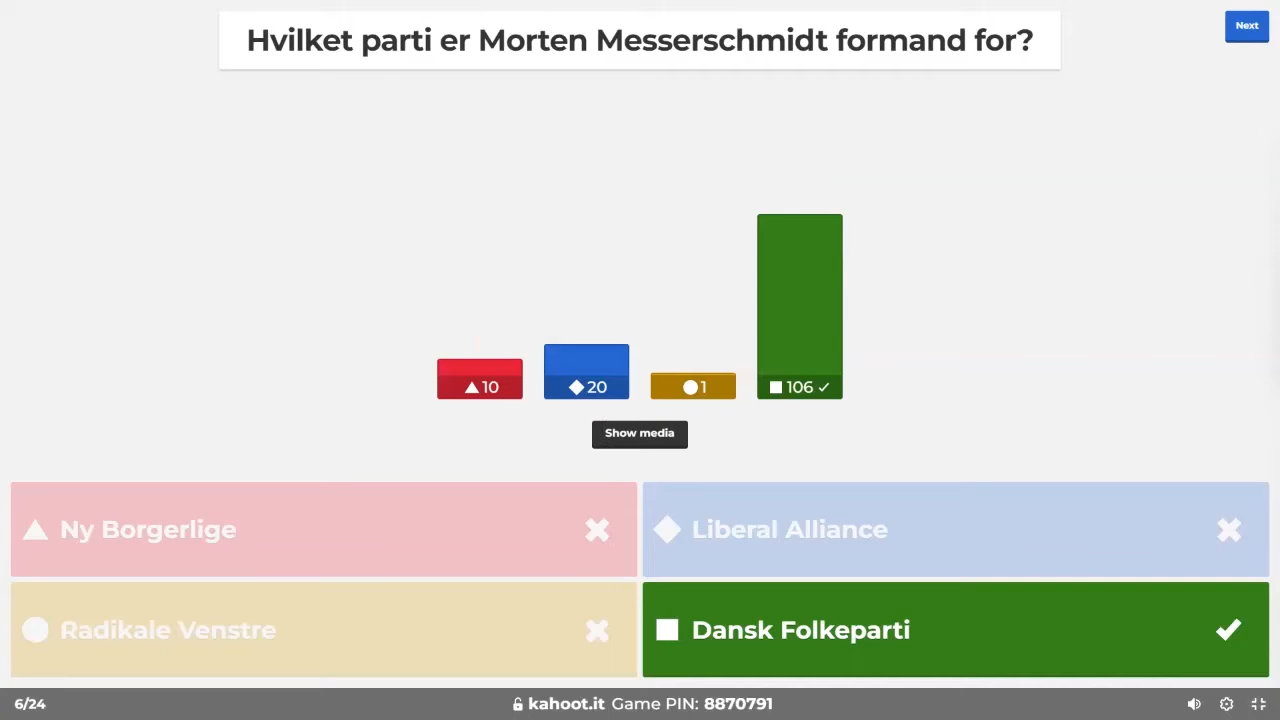 Hvilket parti er Morten Messerschmidt formand for?
Next
10
20
1
106
Show media
Ny Borgerlige
Liberal Alliance
Radikale Venstre
Dansk Folkeparti
6/24
kahoot.it Game PIN: 8870791